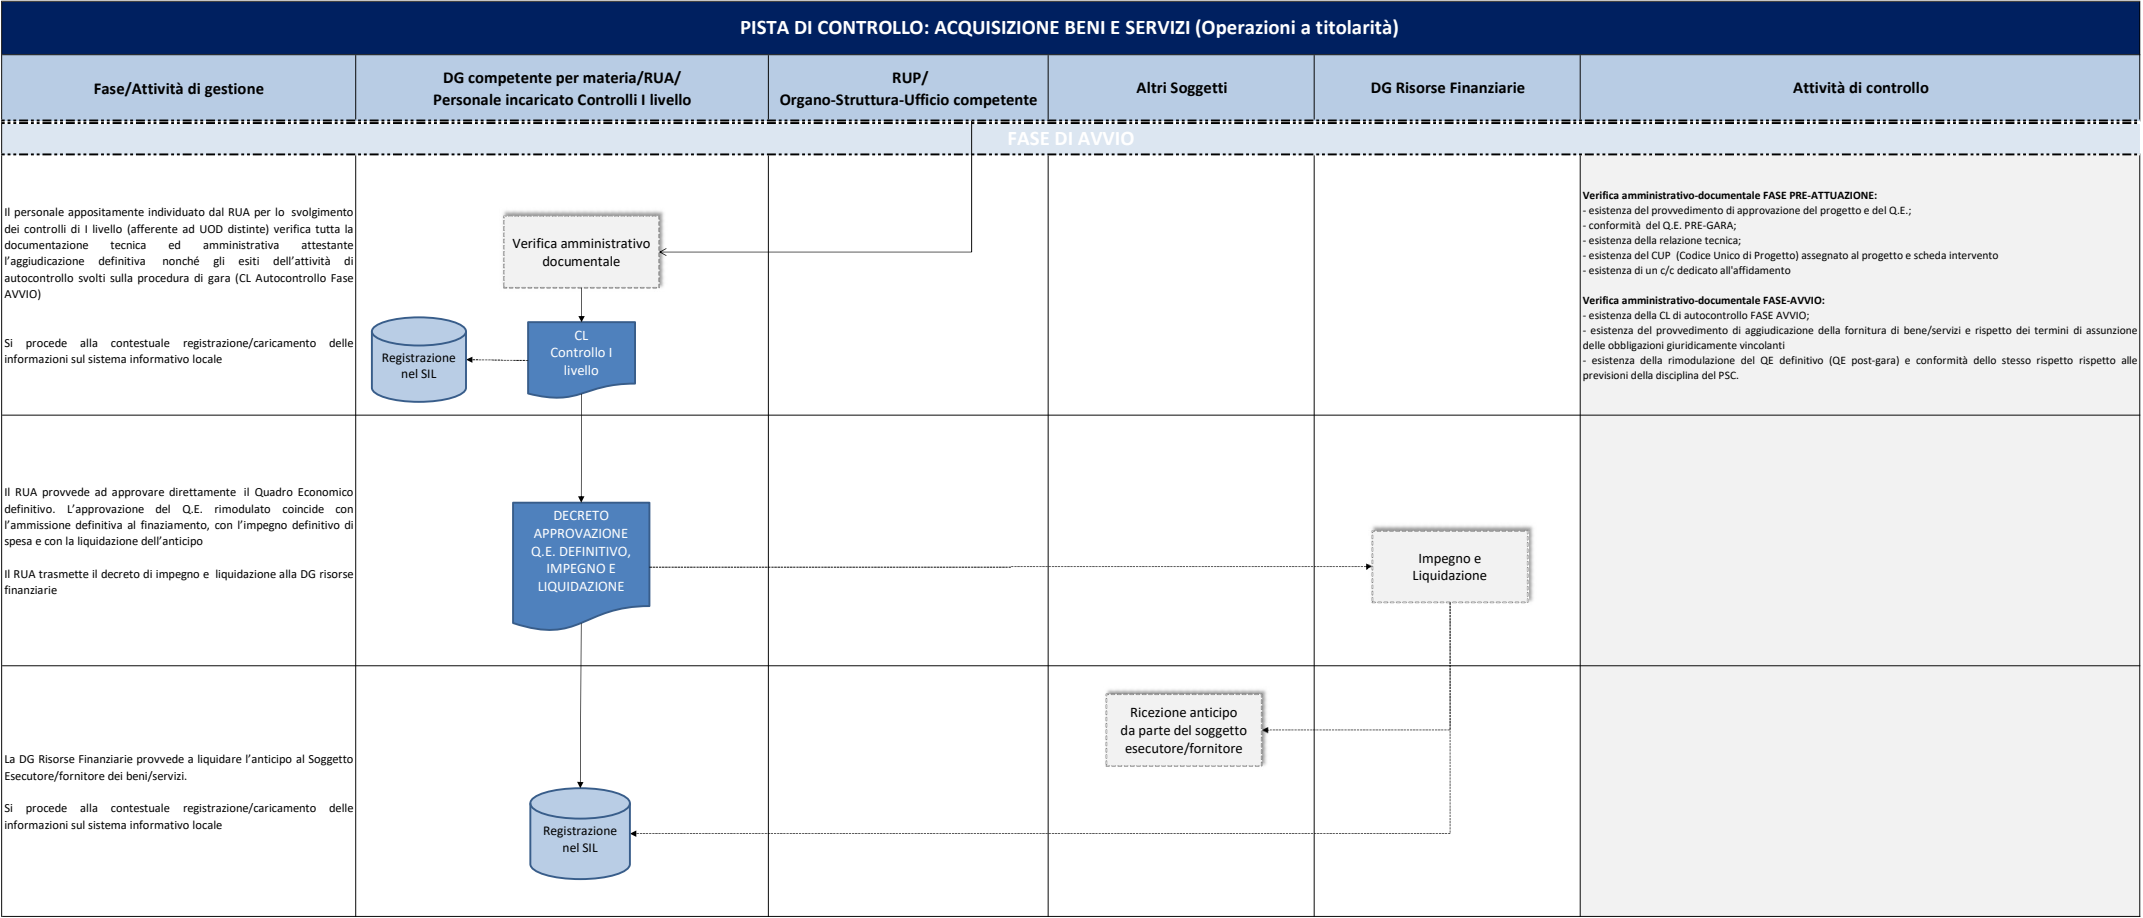 PISTA DI CONTROLLO: ACQUISIZIONE BENI E SERVIZI (Operazioni a titolarità)
Fase/Attività di gestione
DG competente per materia/RUA/
Personale incaricato Controlli I livello
RUP/
Organo-Struttura-Ufficio competente
Altri Soggetti
DG Risorse Finanziarie
Attività di controllo
FASE DI AVVIO
Il personale appositamente individuato dal RUA per lo svolgimento
dei controlli di I livello (afferente ad UOD distinte) verifica tutta la
documentazione tecnica ed amministrativa attestante
l'aggiudicazione definitiva nonché gli esiti dell'attività di
autocontrollo svolti sulla procedura di gara (CL Autocontrollo Fase
AVVIO)
Si procede alla contestuale registrazione/caricamento delle
informazioni sul sistema informativo locale
Verifica amministrativo
documentale
CL
Controllo I
livello
Registrazione
nel SIL
Verifica amministrativo-documentale FASE PRE-ATTUAZIONE:
- esistenza del provvedimento di approvazione del progetto e del Q.E.;
- conformità del Q.E. PRE-GARA;
- esistenza della relazione tecnica;
- esistenza del CUP (Codice Unico di Progetto) assegnato al progetto e scheda intervento
- esistenza di un c/c dedicato all'affidamento
Verifica amministrativo-documentale FASE-AVVIO:
- esistenza della CL di autocontrollo FASE AVVIO;
- esistenza del provvedimento di aggiudicazione della fornitura di bene/servizi e rispetto dei termini di assunzione
delle obbligazioni giuridicamente vincolanti
- esistenza della rimodulazione del QE definitivo (QE post-gara) e conformità dello stesso rispetto rispetto alle
previsioni della disciplina del PSC.
Il RUA provvede ad approvare direttamente il Quadro Economico
definitivo. L'approvazione del Q.E. rimodulato coincide con
l'ammissione definitiva al finaziamento, con l'impegno definitivo di
spesa e con la liquidazione dell'anticipo
Il RUA trasmette il decreto di impegno e liquidazione alla DG risorse
finanziarie
DECRETO
APPROVAZIONE
Q.E. DEFINITIVO,
IMPEGNO E
LIQUIDAZIONE
Impegno e
Liquidazione
La DG Risorse Finanziarie provvede a liquidare l'anticipo al Soggetto
Esecutore/fornitore dei beni/servizi.
Si procede alla contestuale registrazione/caricamento delle
informazioni sul sistema informativo locale
Ricezione anticipo
da parte del soggetto
esecutore/fornitore
Registrazione
nel SIL